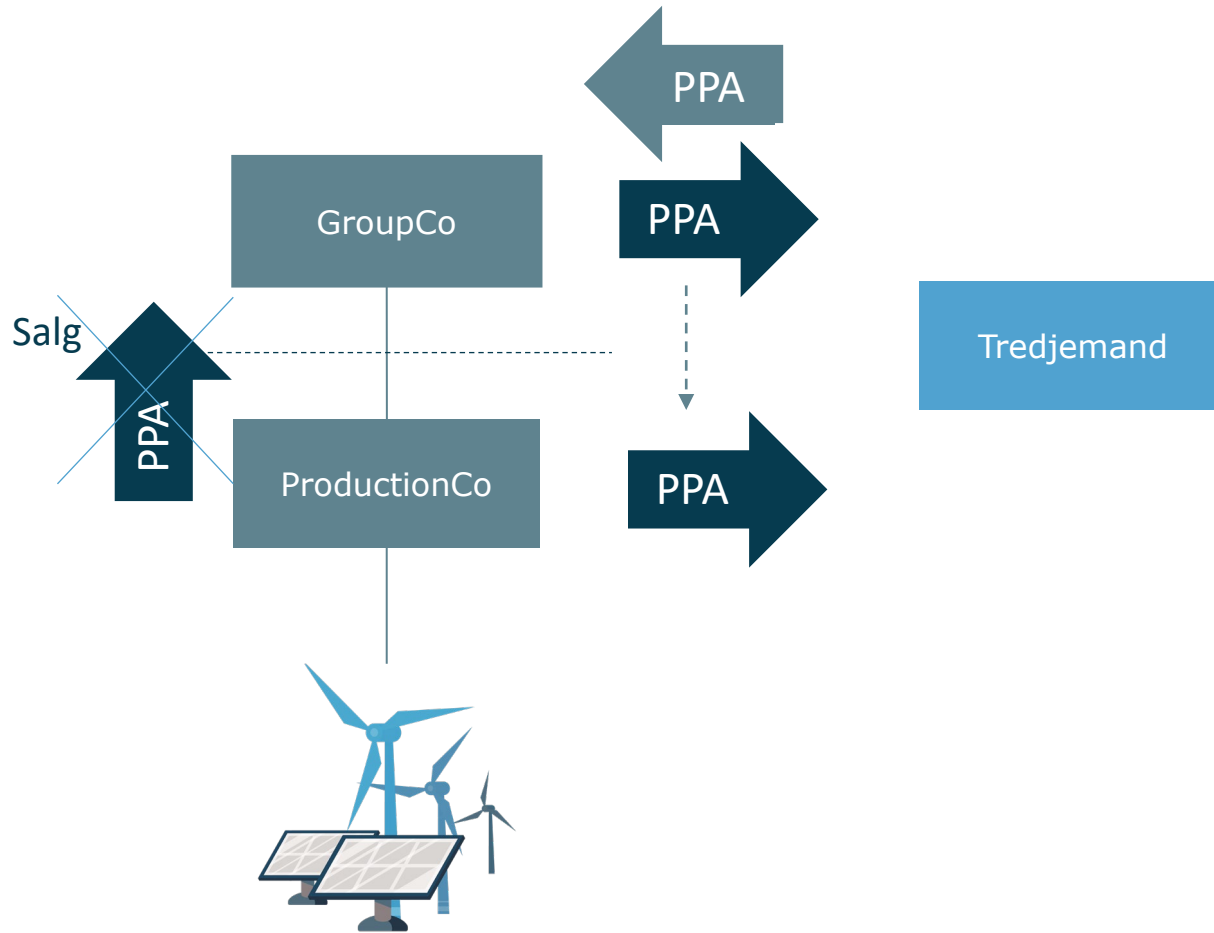 PPA
GroupCo
PPA
Salg
Tredjemand
PPA
ProductionCo
PPA